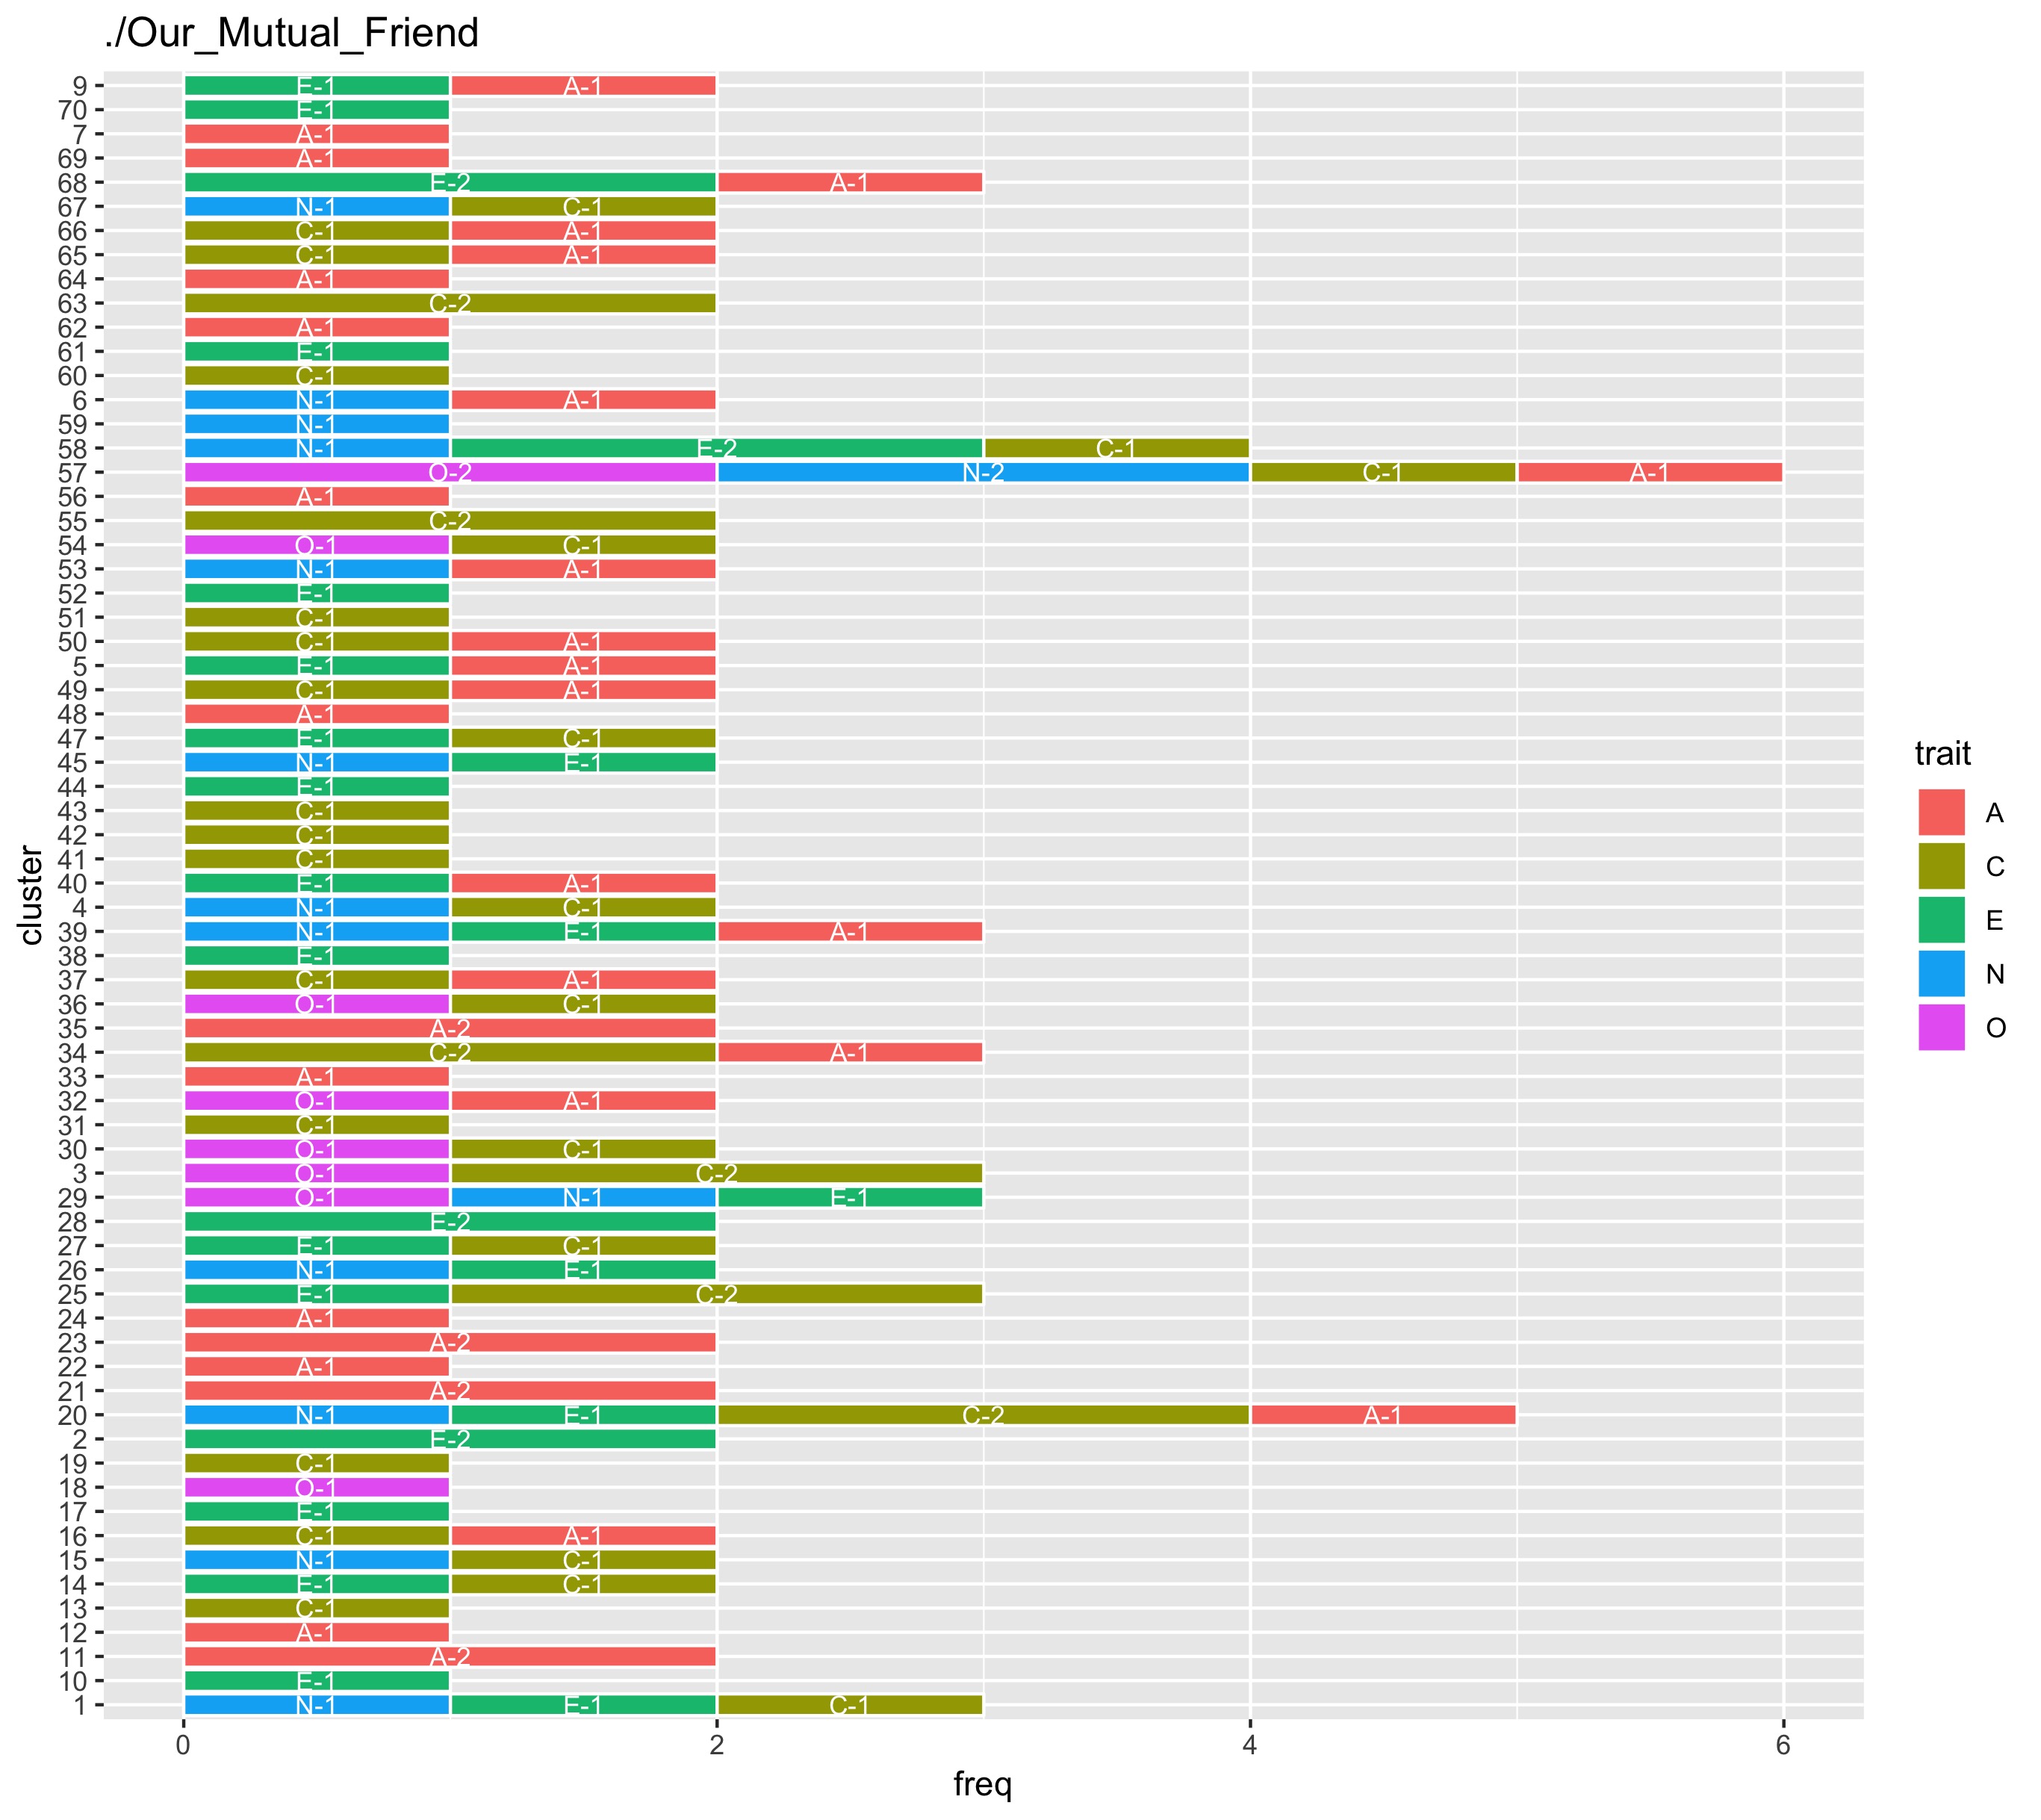 ./Our_Mutual_Friend
9 E-1 A-1
70 E-1
7 A-1
69 A-1
68 E-2 A-1
67 N-1 C-1
66 C-1 A-1
65 C-1 A-1
64 A-1
63 C-2
62 A-1
61 E-1
60 C-1
6 N-1 A-1
59 N-1
58 N-1 E-2 C-1
57 O-2 N-2 C-1 A-1
56 A-1
55 C-2
54 O-1 C-1
53 N-1 A-1
52 E-1
51 C-1
50 C-1 A-1
5 E-1 A-1
49 C-1 A-1
48 A-1
47 E-1 C-1
45 N-1 E-1
44 E-1
43 C-1
42 C-1
41 C-1
40 E-1 A-1
4 N-1 C-1
39 N-1 E-1 A-1
38 E-1
37 C-1 A-1
36 O-1 C-1
35 A-2
34 C-2 A-1
33 A-1
32 O-1 A-1
31 C-1
30 O-1 C-1
3 O-1 C-2
29 O-1 N-1 E-1
28 E-2
27 E-1 C-1
26 N-1 E-1
25 E-1 C-2
24 A-1
23 A-2
22 A-1
21 A-2
20 N-1 E-1 C-2 A-1
2 E-2
19 C-1
18 O-1
17 E-1
16 C-1 A-1
15 N-1 C-1
14 E-1 C-1
13 C-1
12 A-1
11 A-2
10 E-1
1 N-1 E-1 C-1
0 2 4 6
freq
cluster
trait
A
C
E
N
O